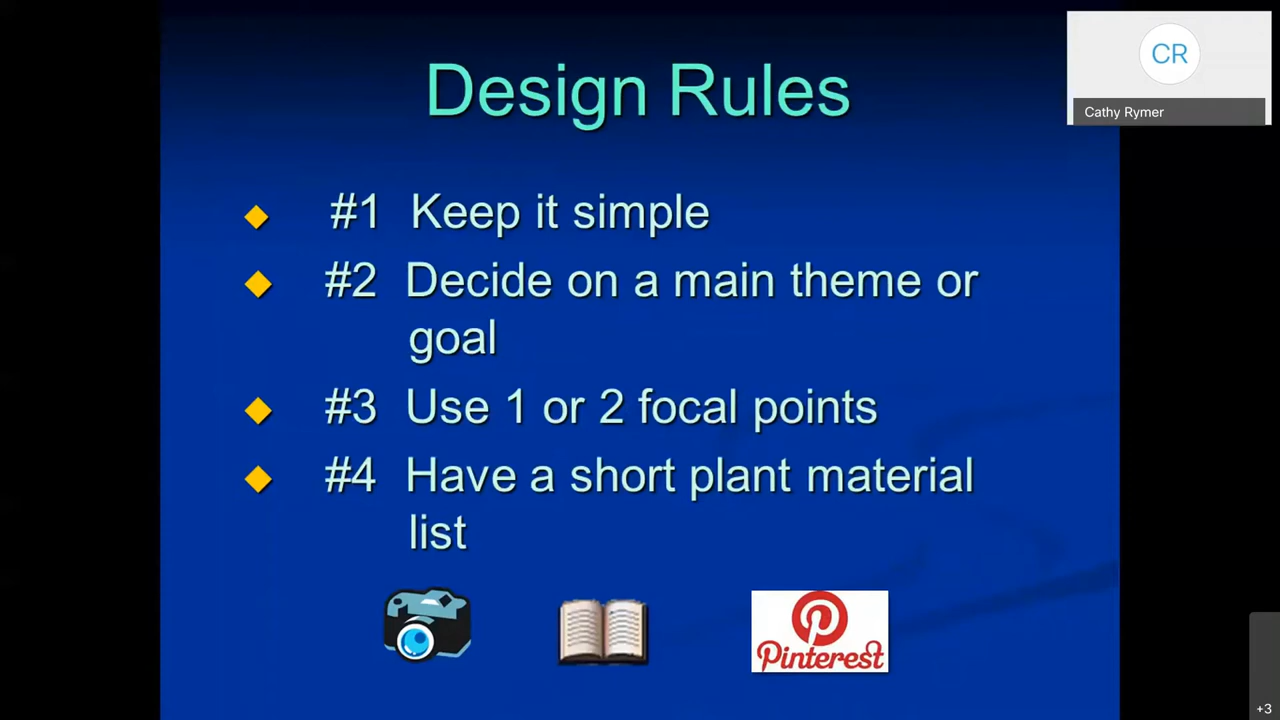 Design Rules
CR
Cathy Rymer
#1 Keep it simple
#2 Decide on a main theme or
goal
#3 Use 1 or 2 focal points
#4 Have a short plant material
list
Pinterest
+3